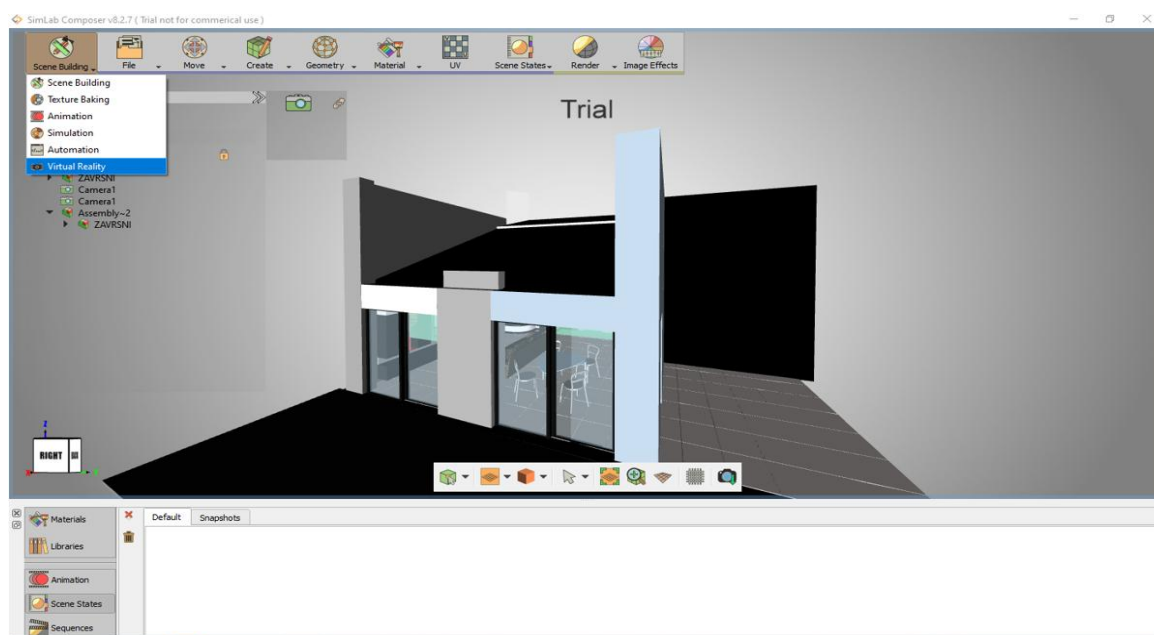 SimLab Composer v8.2.7 ( Trial not for commerical use )
Scene Building File Move Create Geometry Material UV Scene States Render Image Effects
Scene Building
Texture Baking
Animation
Simulation
Automation
Virtual Reality
ZAVRSNI
Camera1
Camera1
Assembly~2
ZAVRSNI
Trial
RIGHT
Materials
Libraries
Animation
Scene States
Sequences
Default Snapshots